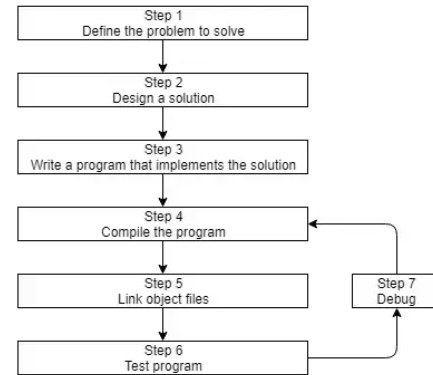 Step 1
Define the problem to solve
Step 2
Design a solution
Step 3
Write a program that implements the solution
Step 4
Compile the program
Step 5
Link object files
Step 7
Debug
Step 6
Test program